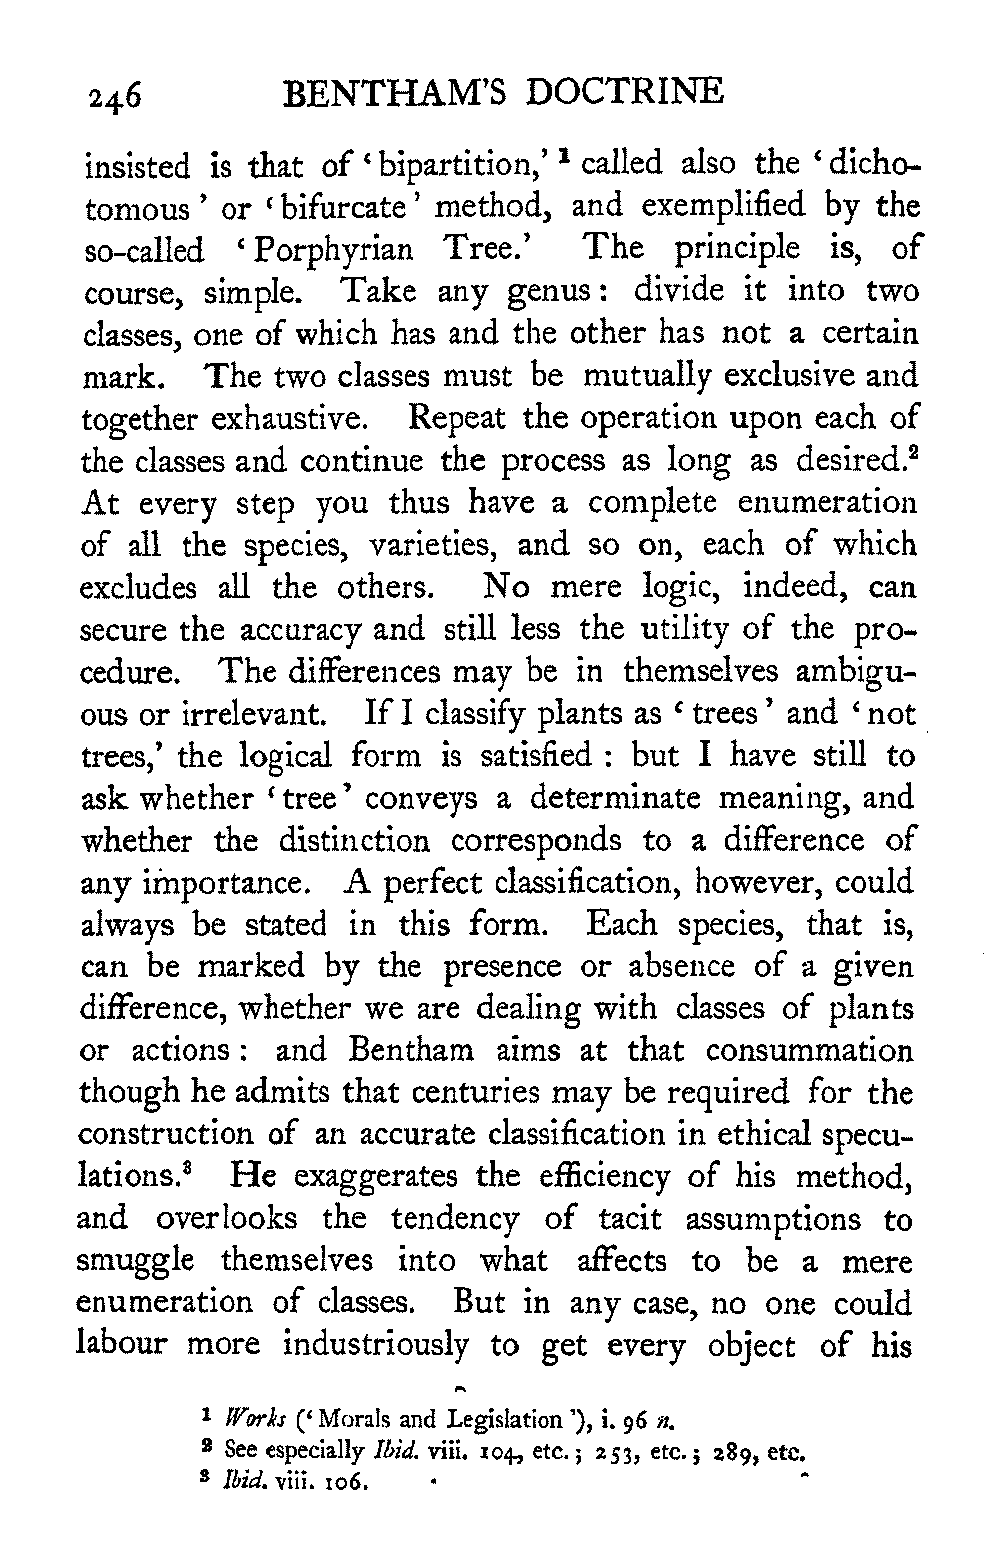 246 BENTHAM'S DOCTRINE
insisted is that of ‘bipartition,’ ¹ called also the ‘dicho-
tomous’ or ‘bifurcate’ method, and exemplified by the
so-called ‘Porphyrian Tree.’ The principle is, of
course, simple. Take any genus: divide it into two
classes, one of which has and the other has not a certain
mark. The two classes must be mutually exclusive and
together exhaustive. Repeat the operation upon each of
the classes and continue the process as long as desired.²
At every step you thus have a complete enumeration
of all the species, varieties, and so on, each of which
excludes all the others. No mere logic, indeed, can
secure the accuracy and still less the utility of the pro-
cedure. The differences may be in themselves ambigu-
ous or irrelevant. If I classify plants as ‘trees’ and ‘not
trees,’ the logical form is satisfied: but I have still to
ask whether ‘tree’ conveys a determinate meaning, and
whether the distinction corresponds to a difference of
any importance. A perfect classification, however, could
always be stated in this form. Each species, that is,
can be marked by the presence or absence of a given
difference, whether we are dealing with classes of plants
or actions: and Bentham aims at that consummation
though he admits that centuries may be required for the
construction of an accurate classification in ethical specu-
lations.³ He exaggerates the efficiency of his method,
and overlooks the tendency of tacit assumptions to
smuggle themselves into what affects to be a mere
enumeration of classes. But in any case, no one could
labour more industriously to get every object of his
¹ Works (‘Morals and Legislation’), i. 96 n.
² See especially Ibid. viii. 104, etc.; 253, etc.; 289, etc.
³ Ibid. viii. 106.